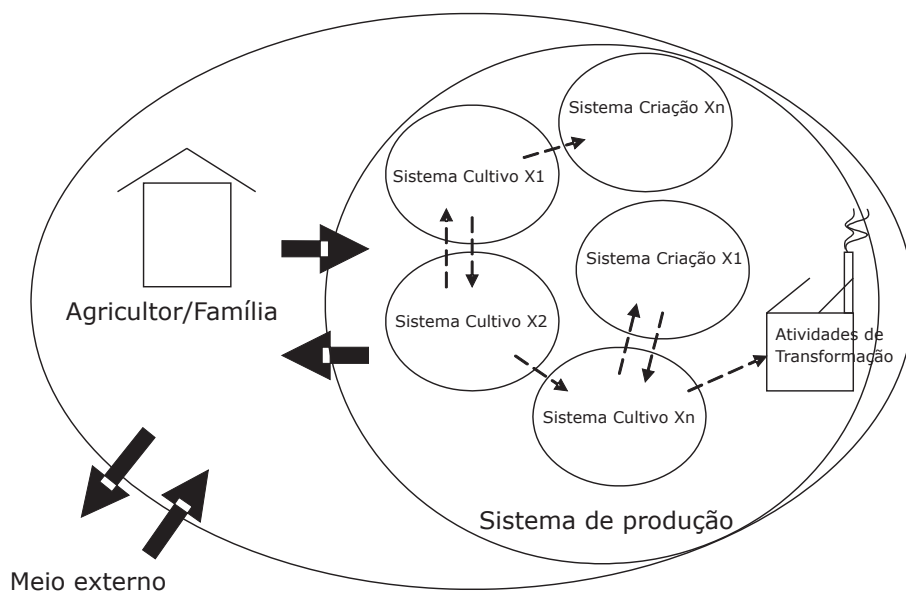 Sistema Criação Xn
Sistema Cultivo X1
Sistema Criação X1
Agricultor/Família
Sistema Cultivo X2
Atividades de
Transformação
Sistema Cultivo Xn
Sistema de produção
Meio externo